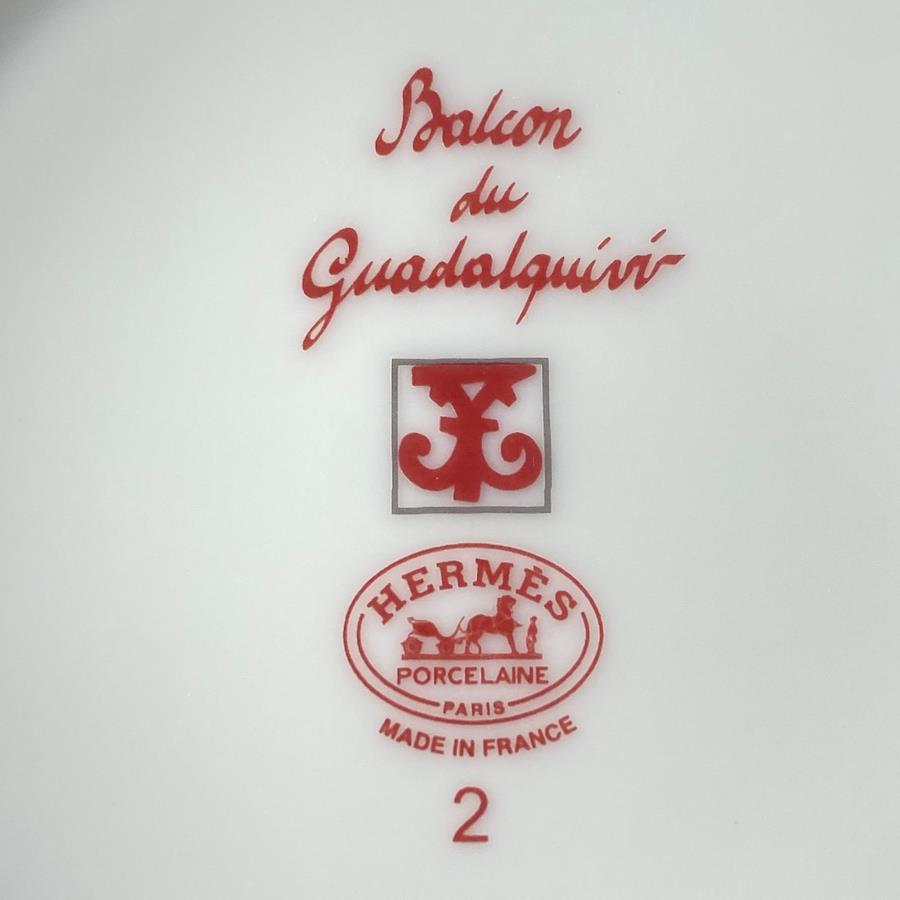 Balcon
du
Guadalquivir
HERMÈS
PORCELAINE
PARIS
MADE IN FRANCE
2